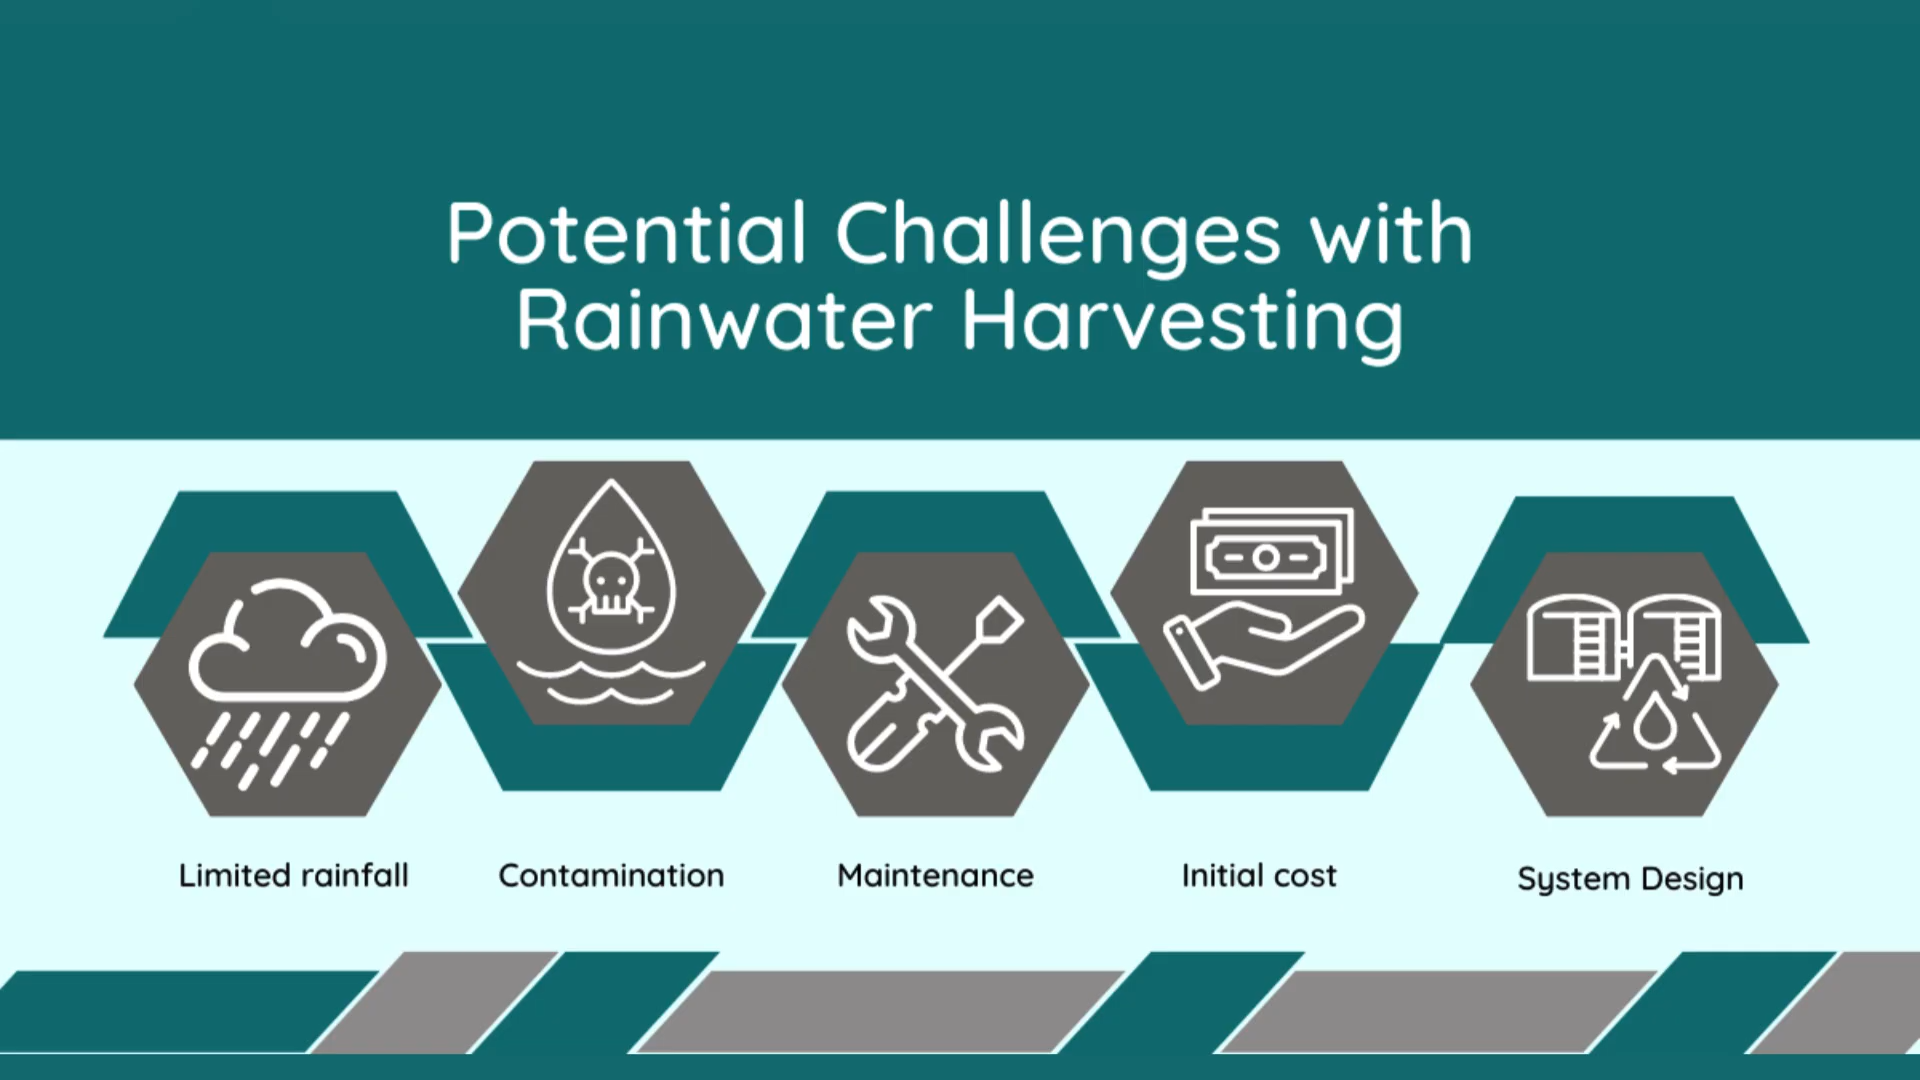 Potential Challenges with
Rainwater Harvesting
Limited rainfall
Contamination
Maintenance
Initial cost
System Design